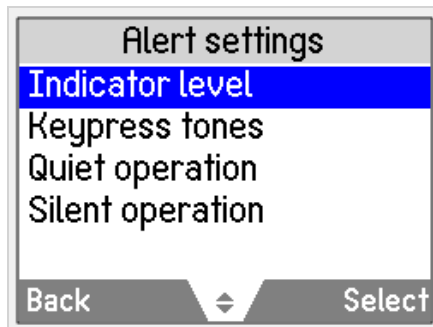 Alert settings
Indicator level
Keypress tones
Quiet operation
Silent operation
Back Select